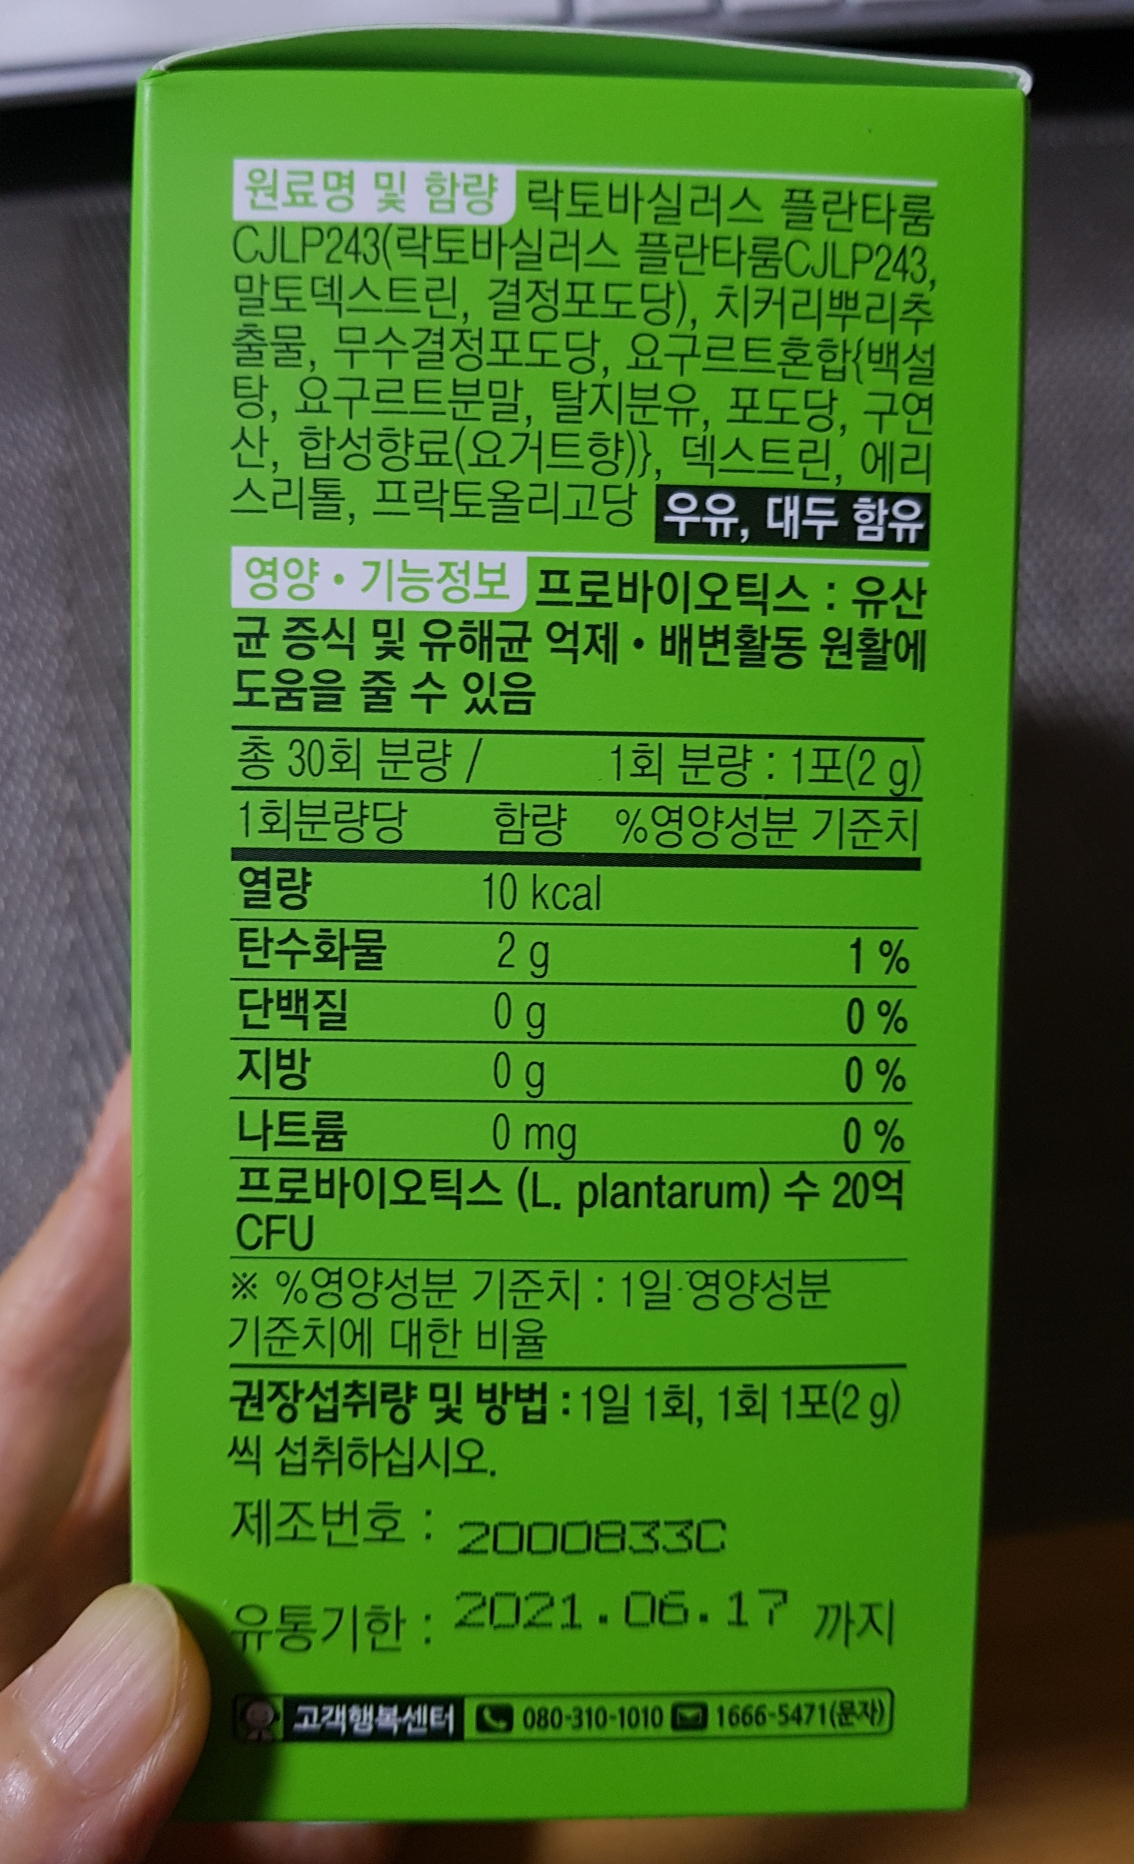 원료명 및 함량 락토바실러스 플란타룸
CJLP243(락토바실러스 플란타룸CJLP243,
말토덱스트린, 결정포도당), 치커리뿌리추
출물, 무수결정포도당, 요구르트혼합{백설
탕, 요구르트분말, 탈지분유, 포도당, 구연
산, 합성향료(요거트향)}, 덱스트린, 에리
스리톨, 프락토올리고당 우유, 대두 함유
영양•기능정보 프로바이오틱스 : 유산
균 증식 및 유해균 억제•배변활동 원활에
도움을 줄 수 있음
총 30회 분량 / 1회 분량 : 1포(2 g)
1회분량당 함량 %영양성분 기준치
열량 10 kcal
탄수화물 2 g 1 %
단백질 0 g 0 %
지방 0 g 0 %
나트륨 0 mg 0 %
프로바이오틱스 (L. plantarum) 수 20억
CFU
※ %영양성분 기준치 : 1일 영양성분
기준치에 대한 비율
권장섭취량 및 방법 : 1일 1회, 1회 1포(2 g)
씩 섭취하십시오.
제조번호 : 2000833C
유통기한 : 2021.06.17 까지
고객행복센터 080-310-1010 1666-5471(문자)